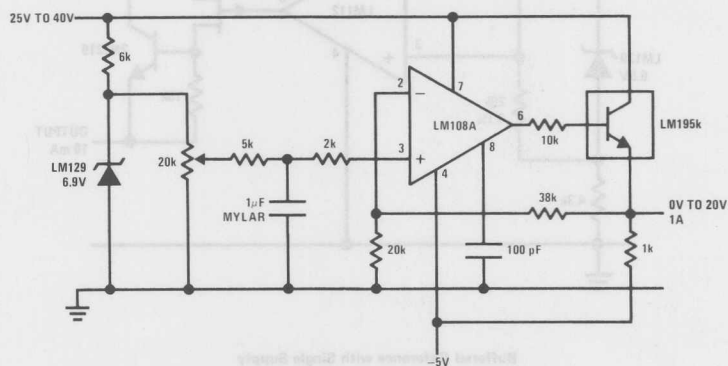 25V TO 40V
6k
LM129
6.9V
20k
5k
1μF
MYLAR
2k
2
3
LM108A
7
6
8
4
10k
LM195k
38k
20k
100 pF
0V TO 20V
1A
1k
−5V
Buffered Reference with Single Supply